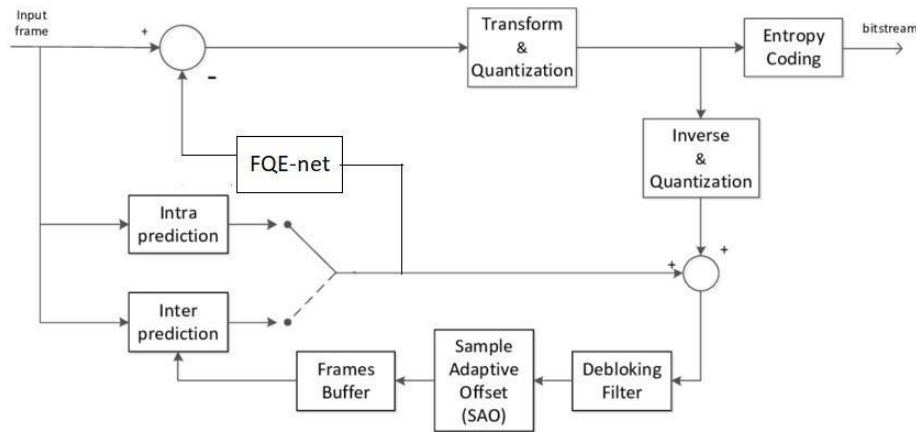 Input
frame
+
-
Transform
&
Quantization
Entropy
Coding
bitstream
Inverse
&
Quantization
FQE-net
Intra
prediction
+
+
Inter
prediction
Frames
Buffer
Sample
Adaptive
Offset
(SAO)
Debloking
Filter